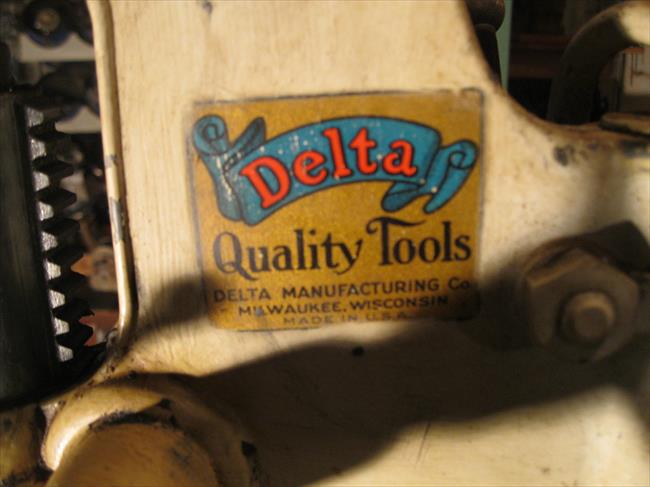 Delta
Quality Tools
DELTA MANUFACTURING Co
MILWAUKEE, WISCONSIN
MADE IN U.S.A.